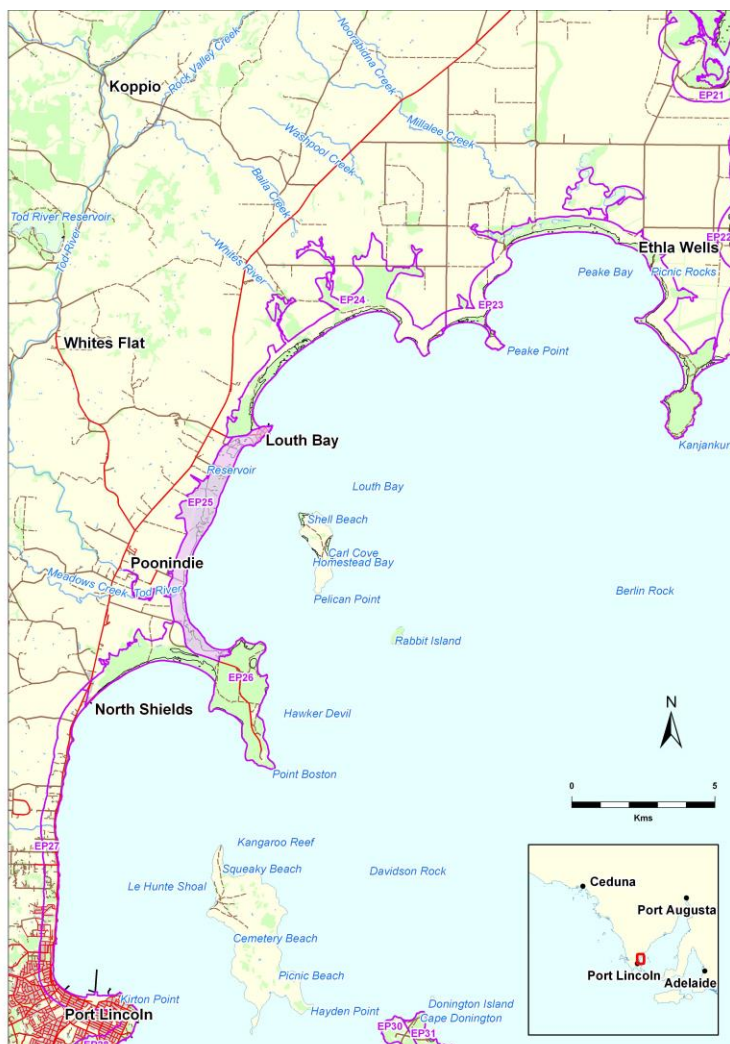 EP21
Koppio
Rock Valley Creek
Noorabidna Creek
Millalee Creek
Washpool Creek
Baila Creek
Tod River Reservoir
Tod River
Whites River
Ethla Wells
EP22
Peake Bay
Picnic Rocks
EP24
EP23
Whites Flat
Peake Point
Louth Bay
Kanjankur
Reservoir
Louth Bay
EP25
Shell Beach
Carl Cove
Homestead Bay
Poonindie
Meadows Creek
Tod River
Pelican Point
Berlin Rock
Rabbit Island
EP26
North Shields
Hawker Devil
N
Point Boston
0 5
Kms
Kangaroo Reef
EP27
Squeaky Beach
Davidson Rock
Le Hunte Shoal
Ceduna
Port Augusta
Cemetery Beach
Port Lincoln
Adelaide
Picnic Beach
Kirton Point
Port Lincoln
Hayden Point
Donington Island
Cape Donington
EP30
EP31